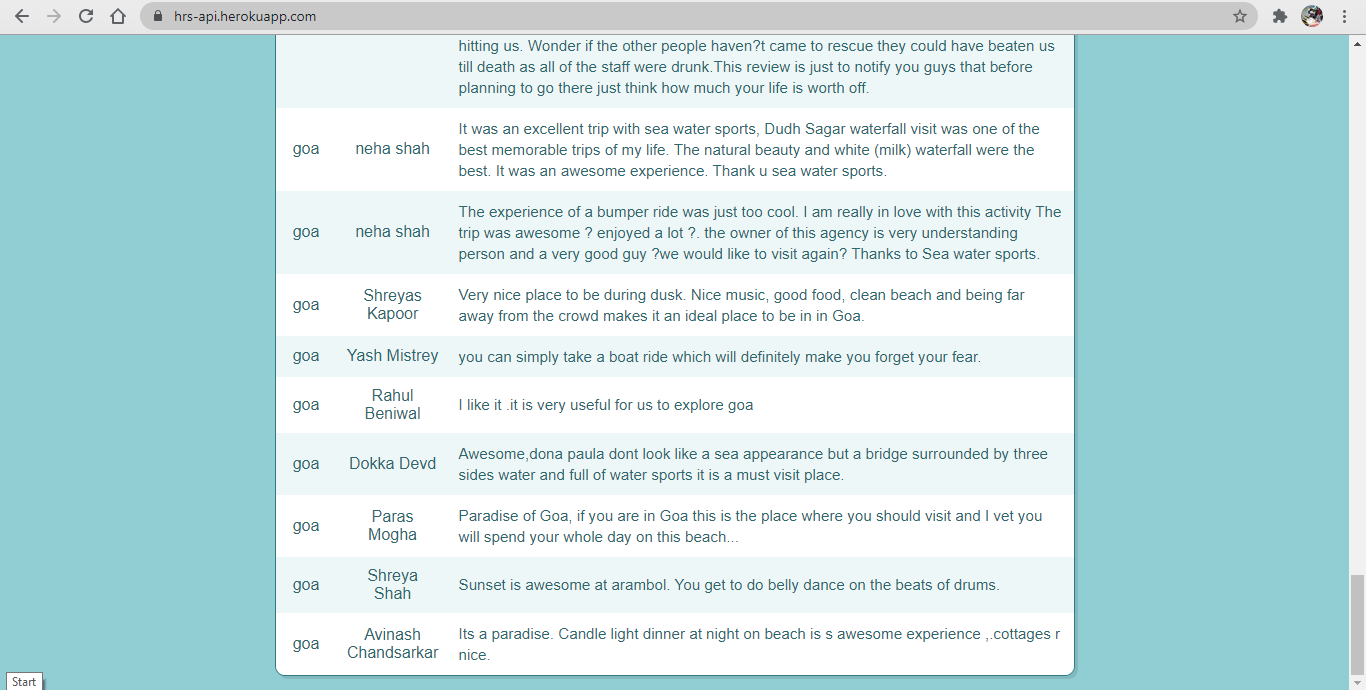 hrs-api.herokuapp.com
hitting us. Wonder if the other people haven?t came to rescue they could have beaten us
till death as all of the staff were drunk.This review is just to notify you guys that before
planning to go there just think how much your life is worth off.
goa
neha shah
It was an excellent trip with sea water sports, Dudh Sagar waterfall visit was one of the
best memorable trips of my life. The natural beauty and white (milk) waterfall were the
best. It was an awesome experience. Thank u sea water sports.
goa
neha shah
The experience of a bumper ride was just too cool. I am really in love with this activity The
trip was awesome ? enjoyed a lot ?. the owner of this agency is very understanding
person and a very good guy ?we would like to visit again? Thanks to Sea water sports.
goa
Shreyas
Kapoor
Very nice place to be during dusk. Nice music, good food, clean beach and being far
away from the crowd makes it an ideal place to be in in Goa.
goa
Yash Mistrey
you can simply take a boat ride which will definitely make you forget your fear.
goa
Rahul
Beniwal
I like it .it is very useful for us to explore goa
goa
Dokka Devd
Awesome,dona paula dont look like a sea appearance but a bridge surrounded by three
sides water and full of water sports it is a must visit place.
goa
Paras
Mogha
Paradise of Goa, if you are in Goa this is the place where you should visit and I vet you
will spend your whole day on this beach...
goa
Shreya
Shah
Sunset is awesome at arambol. You get to do belly dance on the beats of drums.
goa
Avinash
Chandsarkar
Its a paradise. Candle light dinner at night on beach is s awesome experience ,.cottages r
nice.
Start